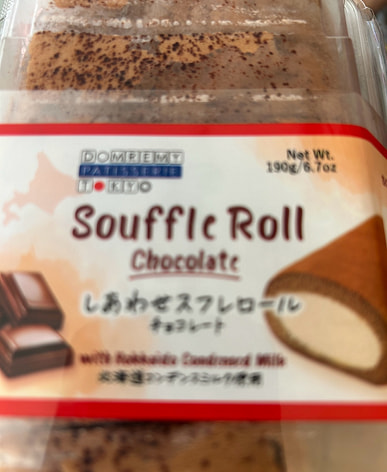 DOMREMY
PATISSERIE
TOKYO
Net Wt.
190g/6.7oz
Souffle Roll
Chocolate
しあわせスフレロール
チョコレート
with Hokkaido Condensed Milk
北海道コンデンスミルク使用